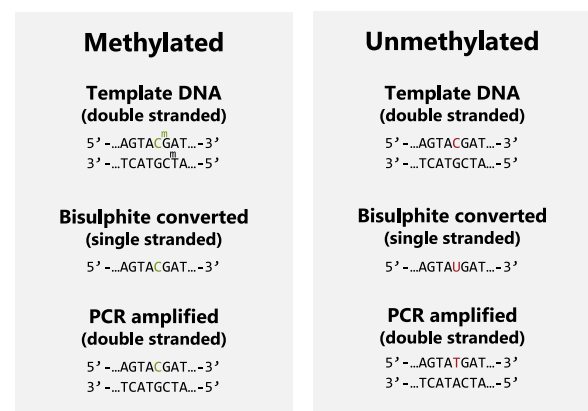 Methylated
Template DNA
(double stranded)
m
5’-…AGTACGAT…-3’
m
3’-…TCATGCTA…-5’
Bisulphite converted
(single stranded)
5’-…AGTACGAT…-3’
PCR amplified
(double stranded)
5’-…AGTACGAT…-3’
3’-…TCATGCTA…-5’
Unmethylated
Template DNA
(double stranded)
5’-…AGTACGAT…-3’
3’-…TCATGCTA…-5’
Bisulphite converted
(single stranded)
5’-…AGTAUGAT…-3’
PCR amplified
(double stranded)
5’-…AGTATGAT…-3’
3’-…TCATACTA…-5’